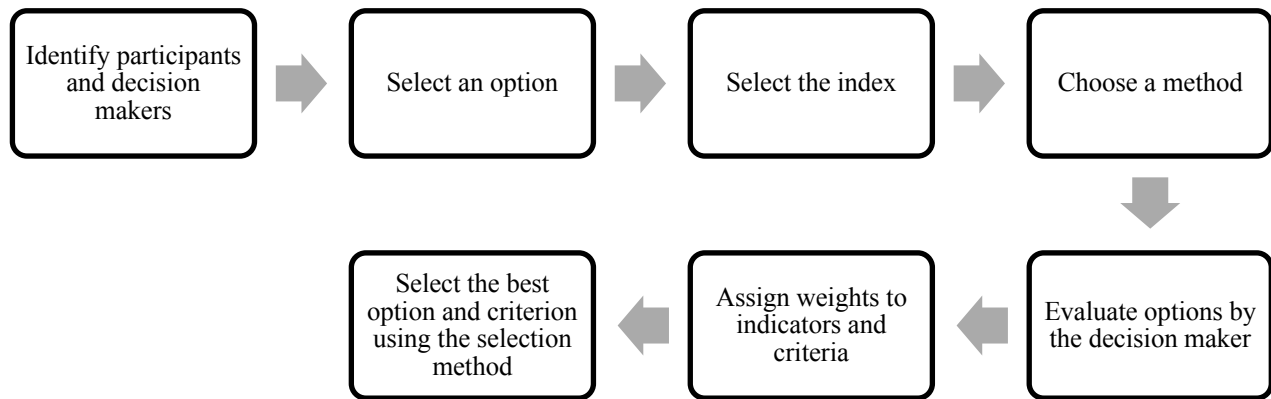 Identify participants
and decision
makers
Select an option
Select the index
Choose a method
Evaluate options by
the decision maker
Assign weights to
indicators and
criteria
Select the best
option and criterion
using the selection
method